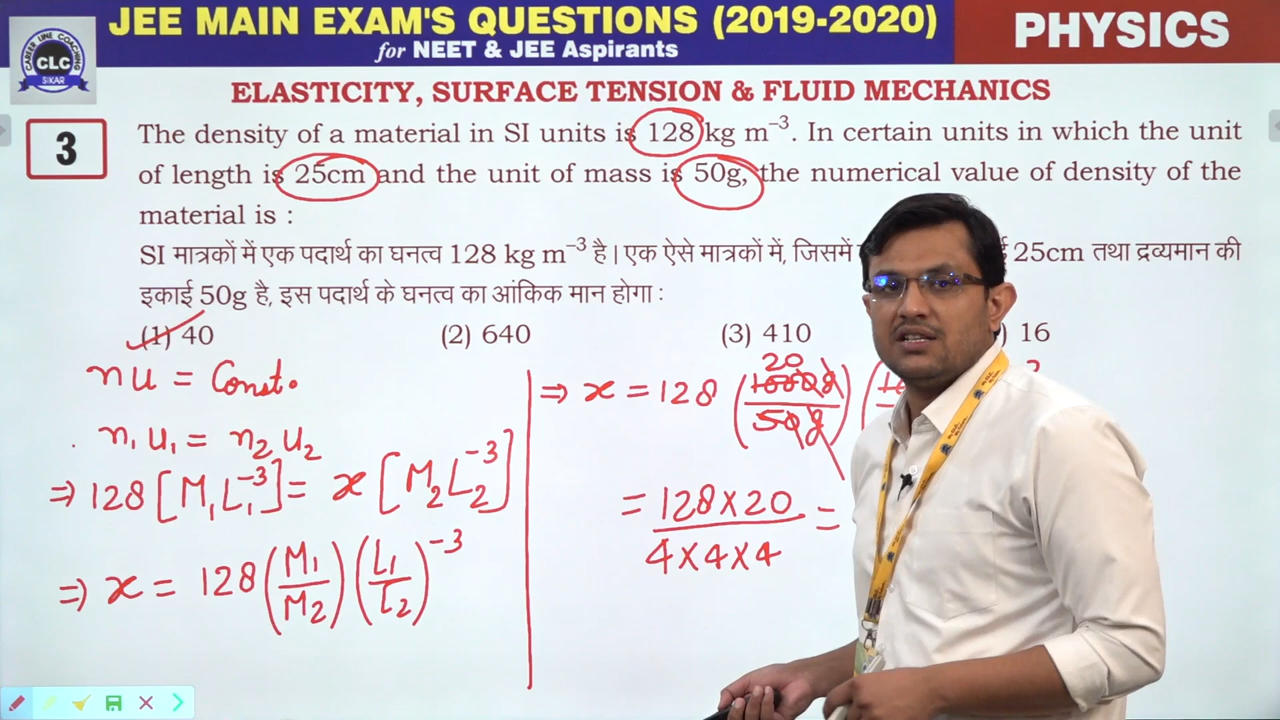 JEE MAIN EXAM'S QUESTIONS (2019-2020)
for NEET & JEE Aspirants
PHYSICS
CAREER LINE COACHING
CLC
SIKAR
ELASTICITY, SURFACE TENSION & FLUID MECHANICS
3
The density of a material in SI units is 128 kg m⁻³. In certain units in which the unit
of length is 25cm and the unit of mass is 50g, the numerical value of density of the
material is :
SI मात्रकों में एक पदार्थ का घनत्व 128 kg m⁻³ है। एक ऐसे मात्रकों में, जिसमें 25cm तथा द्रव्यमान की
इकाई 50g है, इस पदार्थ के घनत्व का आंकिक मान होगा :
(1) 40 (2) 640 (3) 410 16
nu = Const.
n₁u₁ = n₂u₂
⇒ 128 [M₁L₁⁻³] = x [M₂L₂⁻³]
⇒ x = 128 (M₁/M₂) (L₁/L₂)⁻³
20
⇒ x = 128 (1000g/50g)
= 128×20/4×4×4 =